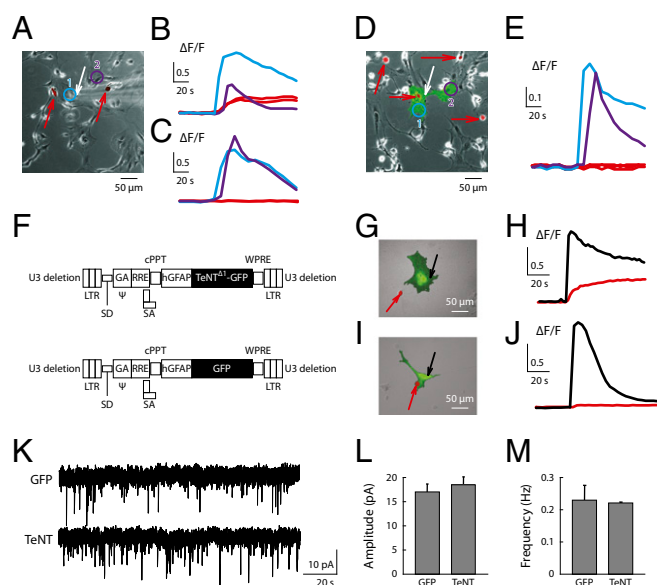 A
1
2
50 µm
B
ΔF/F
0.5
20 s
C
0.5
20 s
D
1
2
50 µm
E
ΔF/F
0.1
20 s
F
cPPT
WPRE
U3 deletion
GA
RRE
hGFAP
TeNT^Δ1-GFP
U3 deletion
LTR
Ψ
LTR
SD
SA
cPPT
WPRE
U3 deletion
GA
RRE
hGFAP
GFP
U3 deletion
LTR
Ψ
LTR
SD
SA
G
50 µm
H
ΔF/F
0.5
20 s
I
50 µm
J
ΔF/F
0.5
20 s
K
GFP
TeNT
10 pA
20 s
L
Amplitude (pA)
20
15
10
5
0
GFP TeNT
M
Frequency (Hz)
0.3
0.2
0.1
0
GFP TeNT